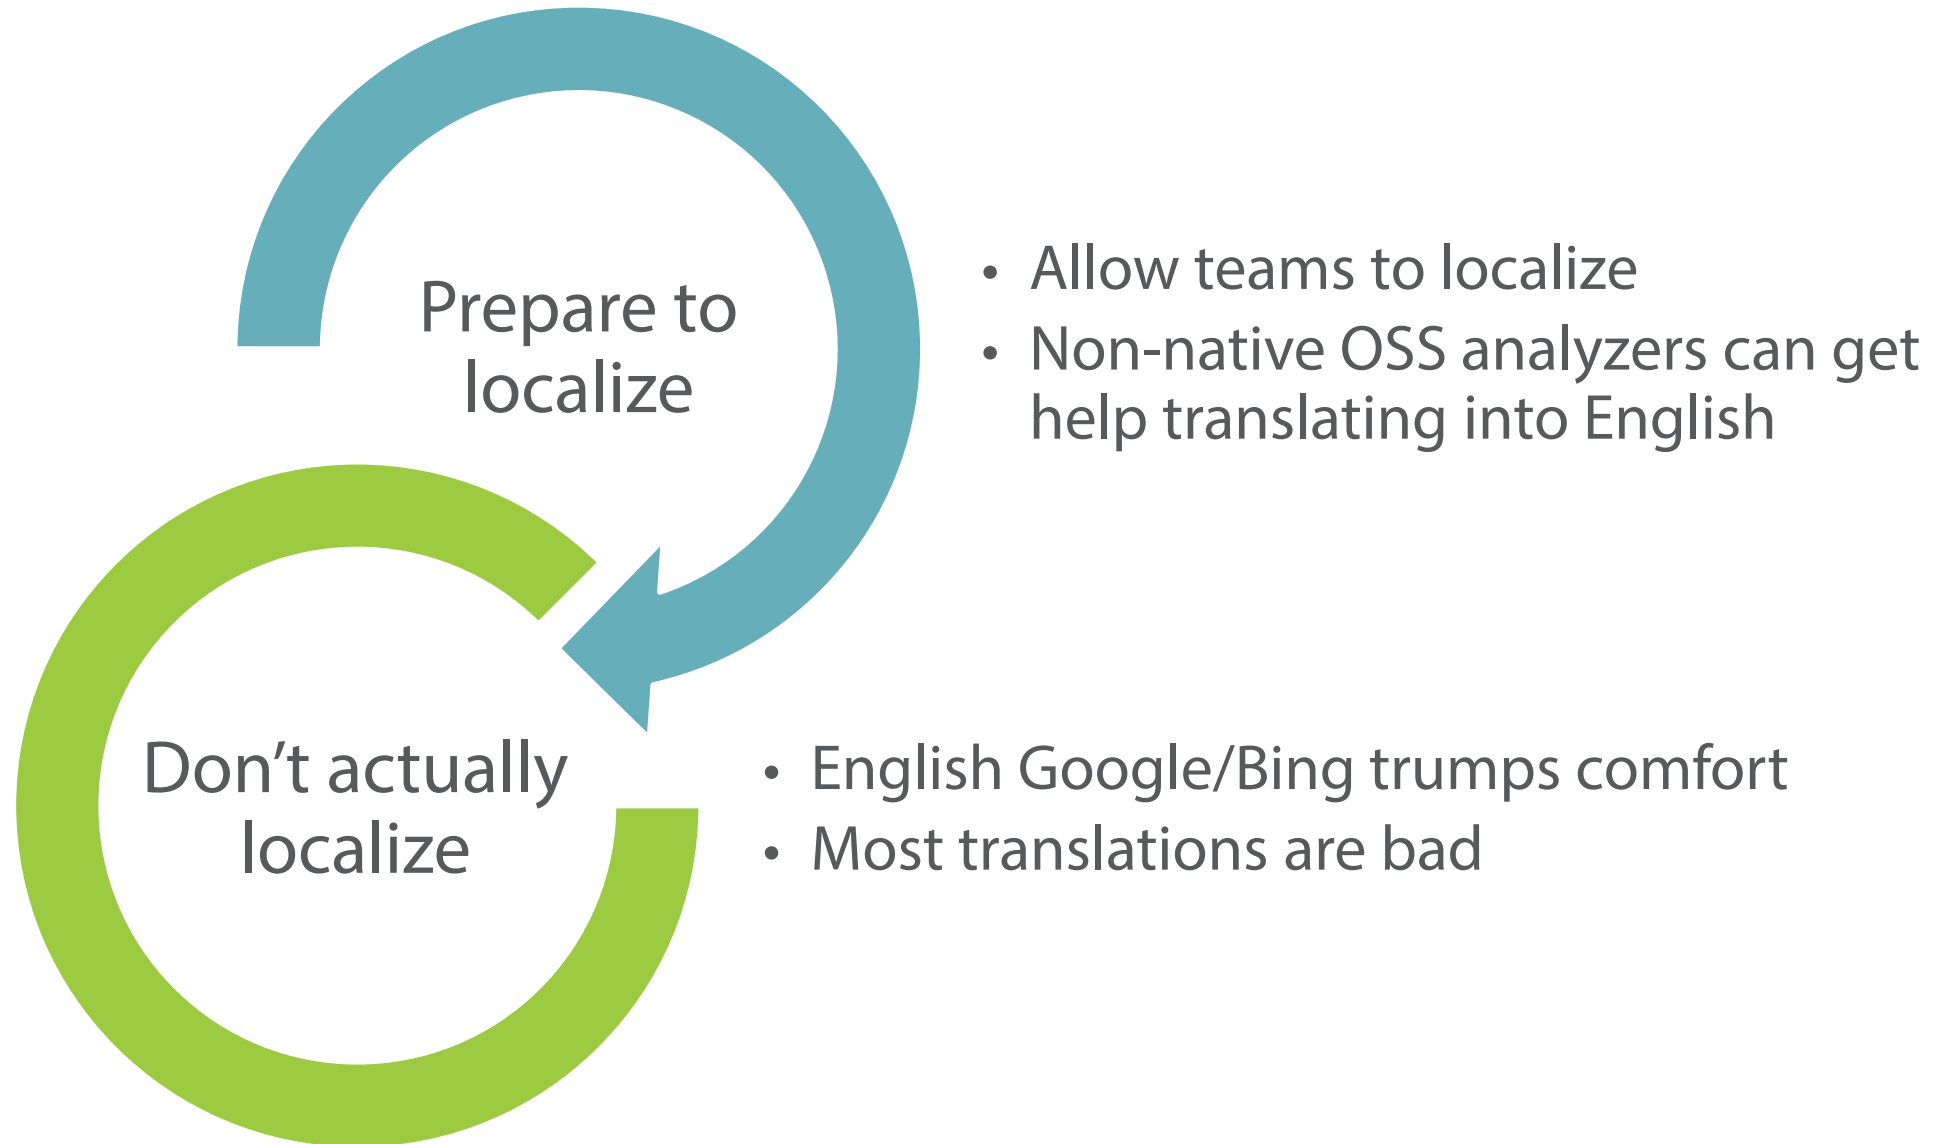 Prepare to
localize
• Allow teams to localize
• Non-native OSS analyzers can get
help translating into English
Don’t actually
localize
• English Google/Bing trumps comfort
• Most translations are bad